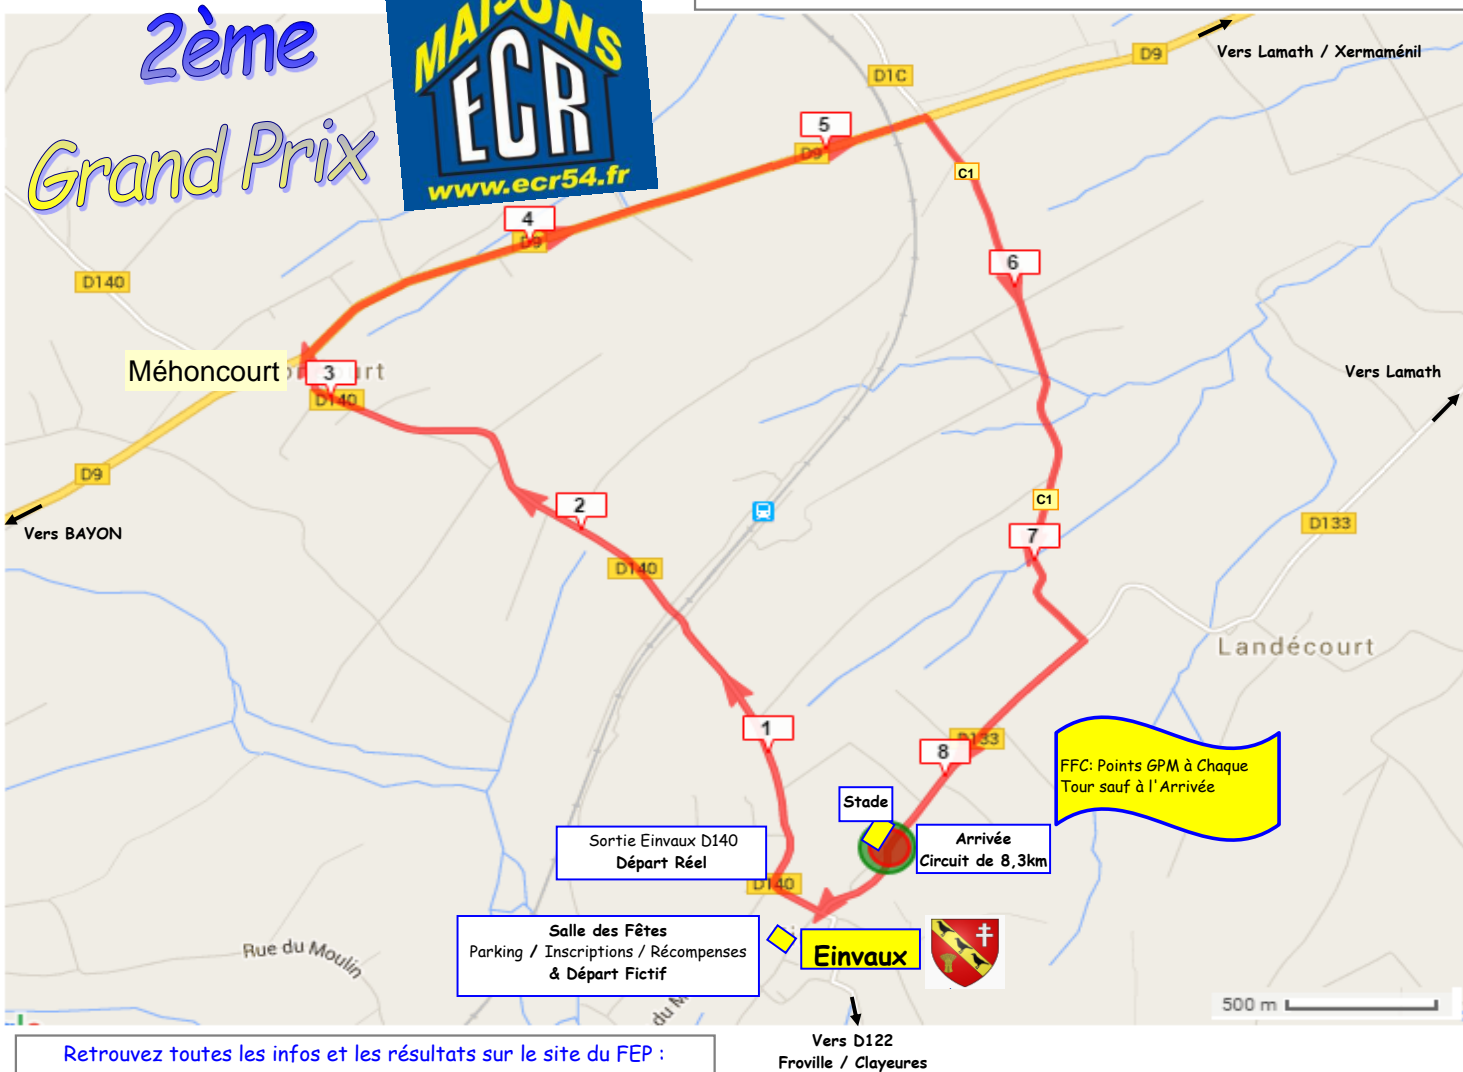 2ème
Grand Prix
MAISONS
ECR
www.ecr54.fr
Vers Lamath / Xermaménil
D9
D1C
5
D9
C1
4
D9
6
D140
Méhoncourt
3
D140
Vers Lamath
D9
Vers BAYON
2
C1
D133
7
D140
Landécourt
1
8
D133
FFC: Points GPM à Chaque
Tour sauf à l'Arrivée
Stade
Sortie Einvaux D140
Départ Réel
Arrivée
Circuit de 8,3km
D140
Salle des Fêtes
Parking / Inscriptions / Récompenses
& Départ Fictif
Einvaux
Rue du Moulin
du M
500 m
Vers D122
Froville / Clayeures
Retrouvez toutes les infos et les résultats sur le site du FEP :